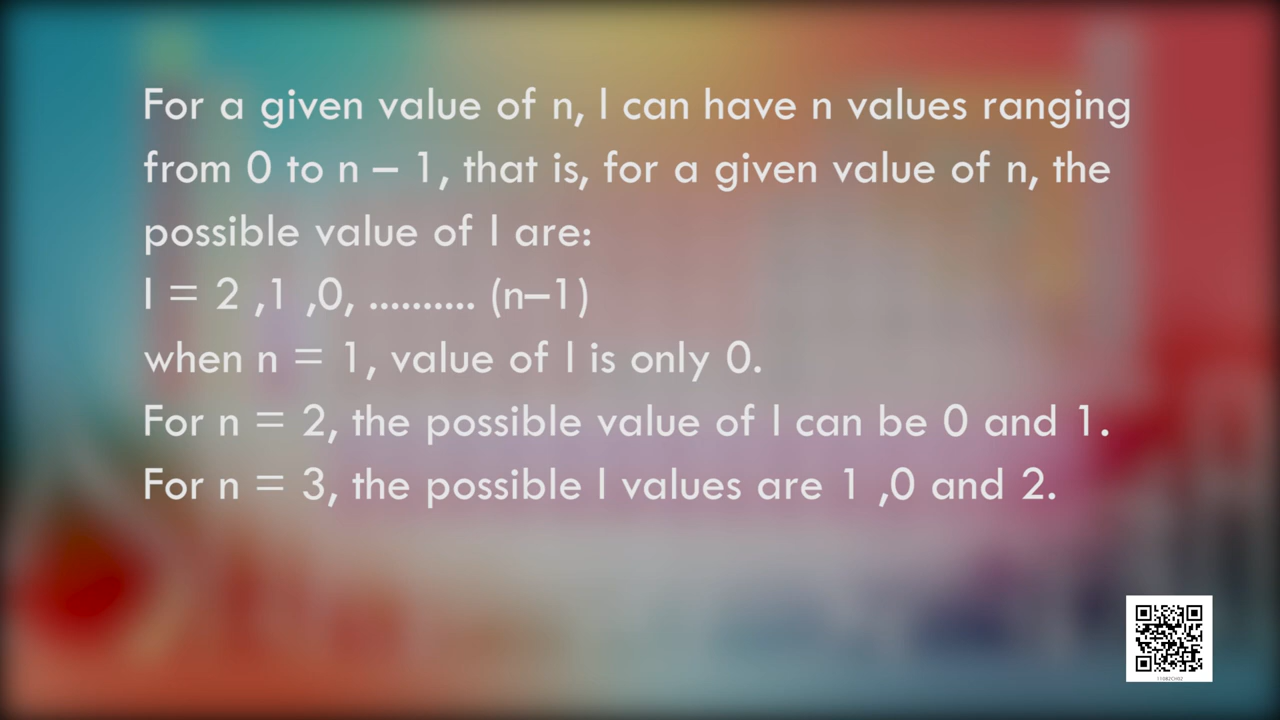 For a given value of n, l can have n values ranging
from 0 to n – 1, that is, for a given value of n, the
possible value of l are:
l = 2 ,1 ,0, .......... (n–1)
when n = 1, value of l is only 0.
For n = 2, the possible value of l can be 0 and 1.
For n = 3, the possible l values are 1 ,0 and 2.